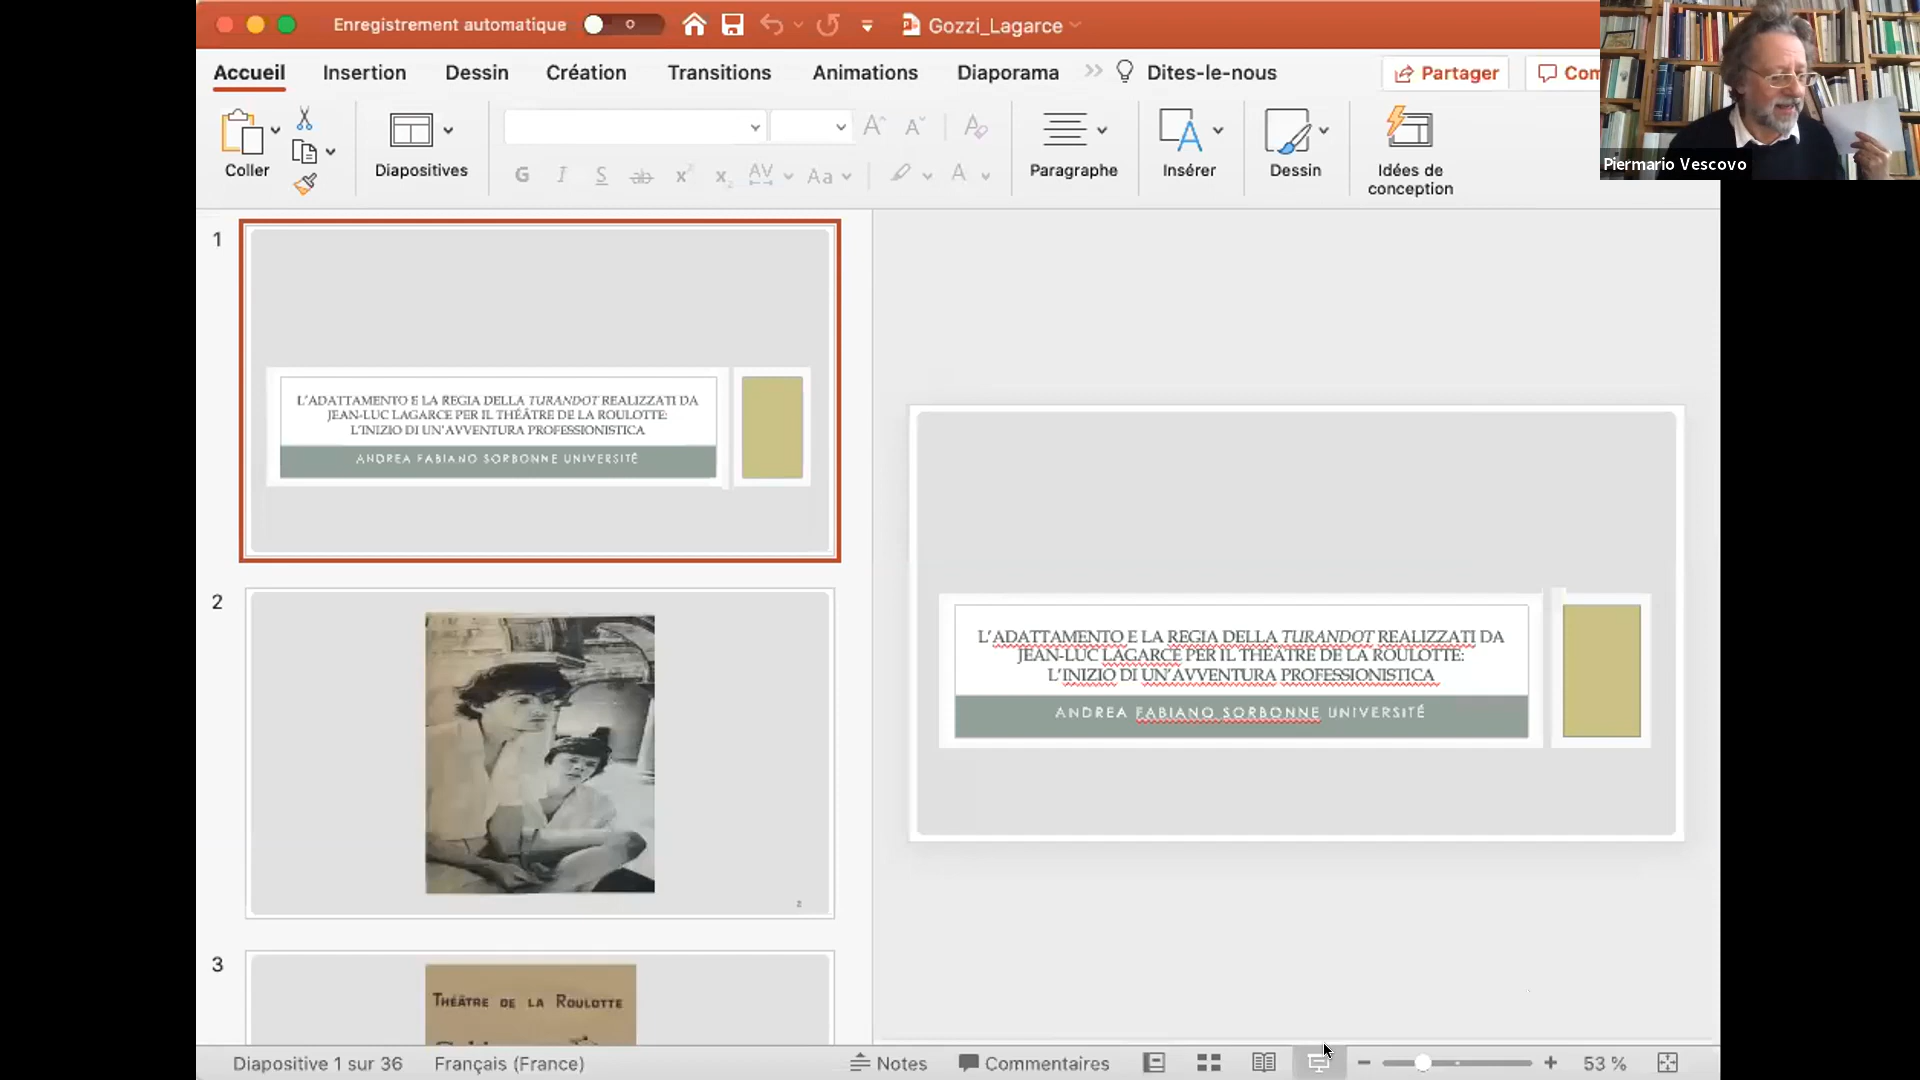 Enregistrement automatique
Gozzi_Lagarce
Accueil
Insertion
Dessin
Création
Transitions
Animations
Diaporama
Dites-le-nous
Partager
Com
Coller
Diapositives
G
I
S
ab
x
x
AV
Aa
A
Paragraphe
Insérer
Dessin
Idées de
conception
Piermario Vescovo
1
L'ADATTAMENTO E LA REGIA DELLA TURANDOT REALIZZATI DA
JEAN-LUC LAGARCE PER IL THÉÂTRE DE LA ROULOTTE:
L'INIZIO DI UN'AVVENTURA PROFESSIONISTICA
ANDREA FABIANO SORBONNE UNIVERSITÉ
2
2
3
THÉÂTRE DE LA ROULOTTE
L'ADATTAMENTO E LA REGIA DELLA TURANDOT REALIZZATI DA
JEAN-LUC LAGARCE PER IL THÉÂTRE DE LA ROULOTTE:
L'INIZIO DI UN'AVVENTURA PROFESSIONISTICA
ANDREA FABIANO SORBONNE UNIVERSITÉ
Diapositive 1 sur 36
Français (France)
Notes
Commentaires
53 %